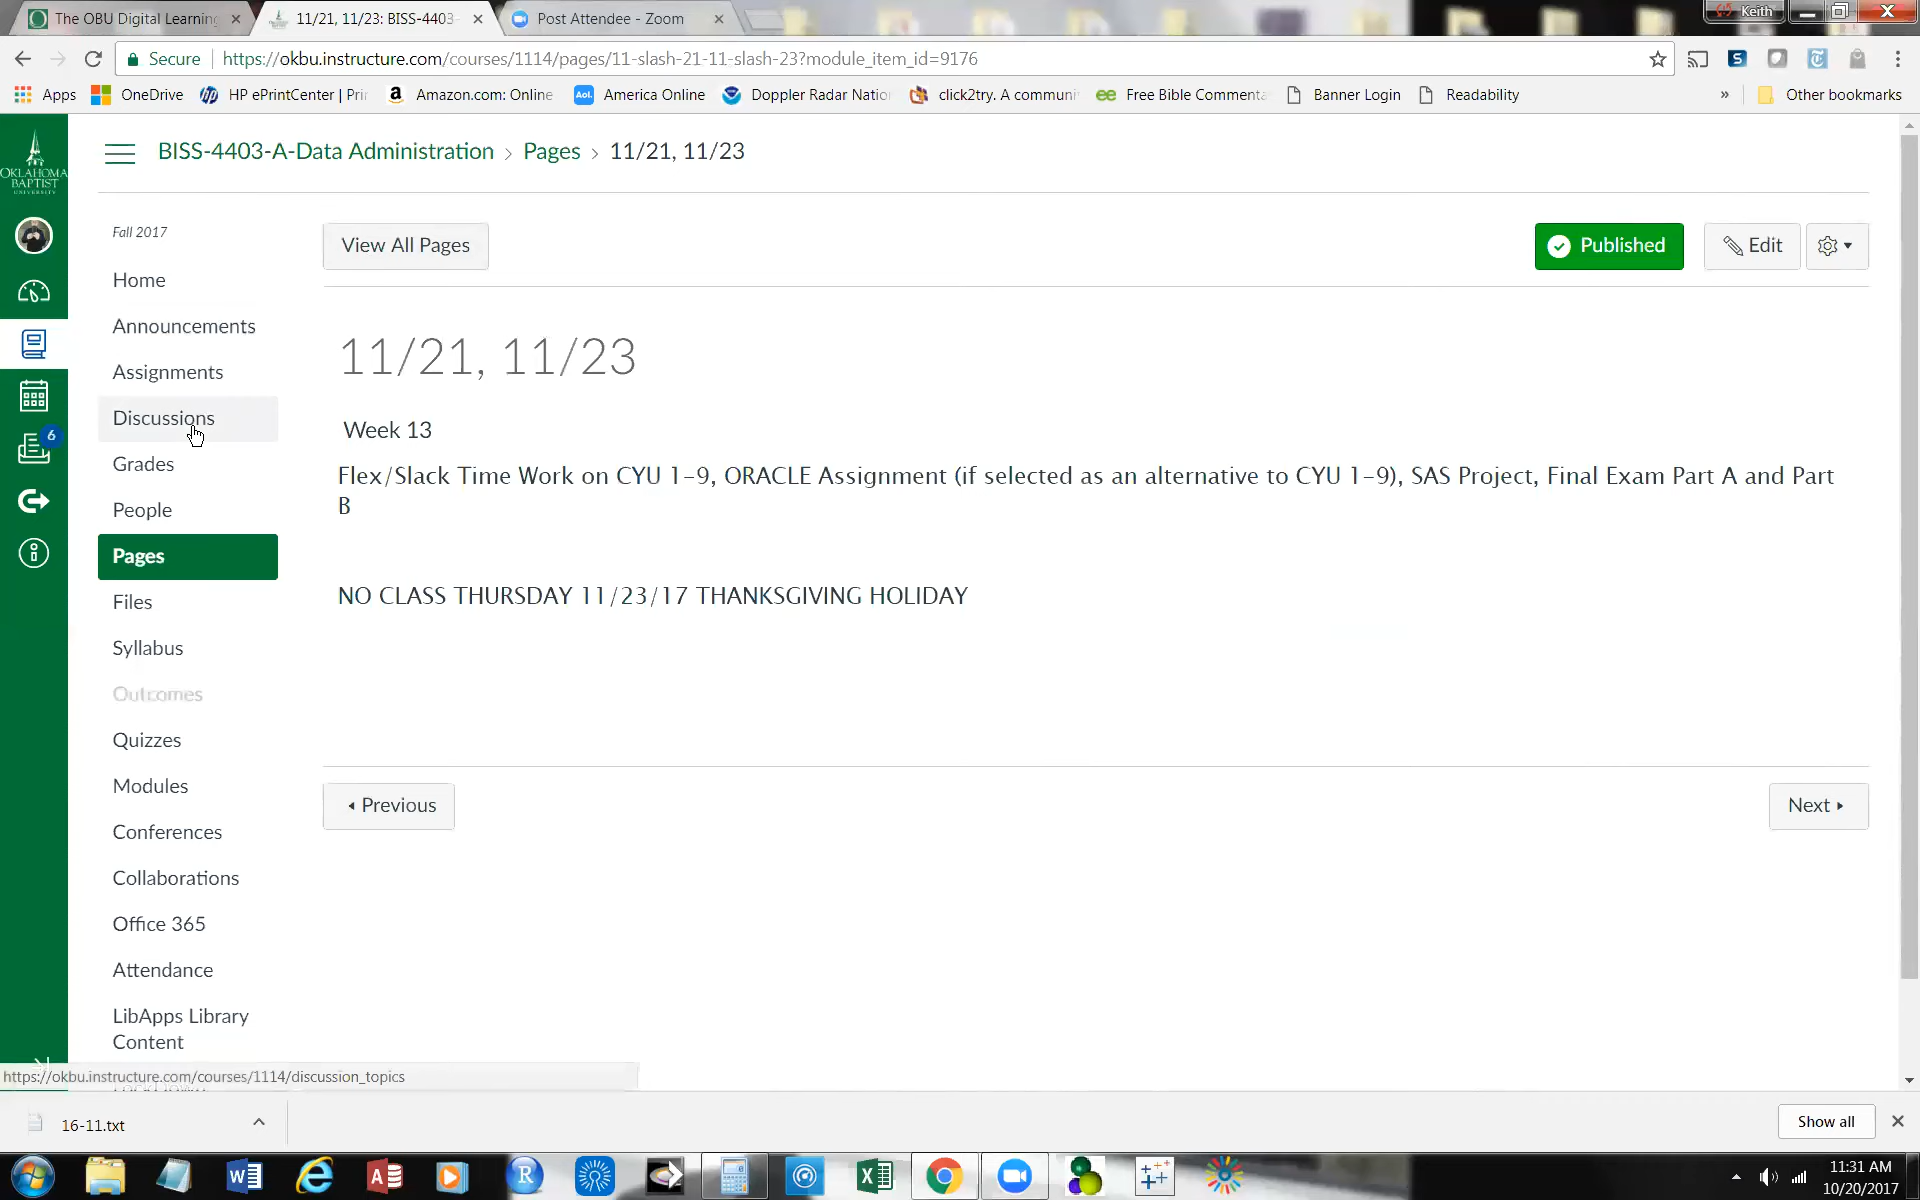 The OBU Digital Learning
11/21, 11/23: BISS-4403-
Post Attendee - Zoom
Keith
Secure
https://okbu.instructure.com/courses/1114/pages/11-slash-21-11-slash-23?module_item_id=9176
Apps
OneDrive
HP ePrintCenter | Pri
Amazon.com: Online
America Online
Doppler Radar Natio
click2try. A communi
Free Bible Commenta
Banner Login
Readability
»
Other bookmarks
OKLAHOMA
BAPTIST
UNIVERSITY
BISS-4403-A-Data Administration > Pages > 11/21, 11/23
Fall 2017
Home
Announcements
Assignments
Discussions
Grades
People
Pages
Files
Syllabus
Outcomes
Quizzes
Modules
Conferences
Collaborations
Office 365
Attendance
LibApps Library
Content
6
View All Pages
Published
Edit
11/21, 11/23
Week 13
Flex/Slack Time Work on CYU 1-9, ORACLE Assignment (if selected as an alternative to CYU 1-9), SAS Project, Final Exam Part A and Part
B
NO CLASS THURSDAY 11/23/17 THANKSGIVING HOLIDAY
Previous
Next
https://okbu.instructure.com/courses/1114/discussion_topics
16-11.txt
Show all
11:31 AM
10/20/2017